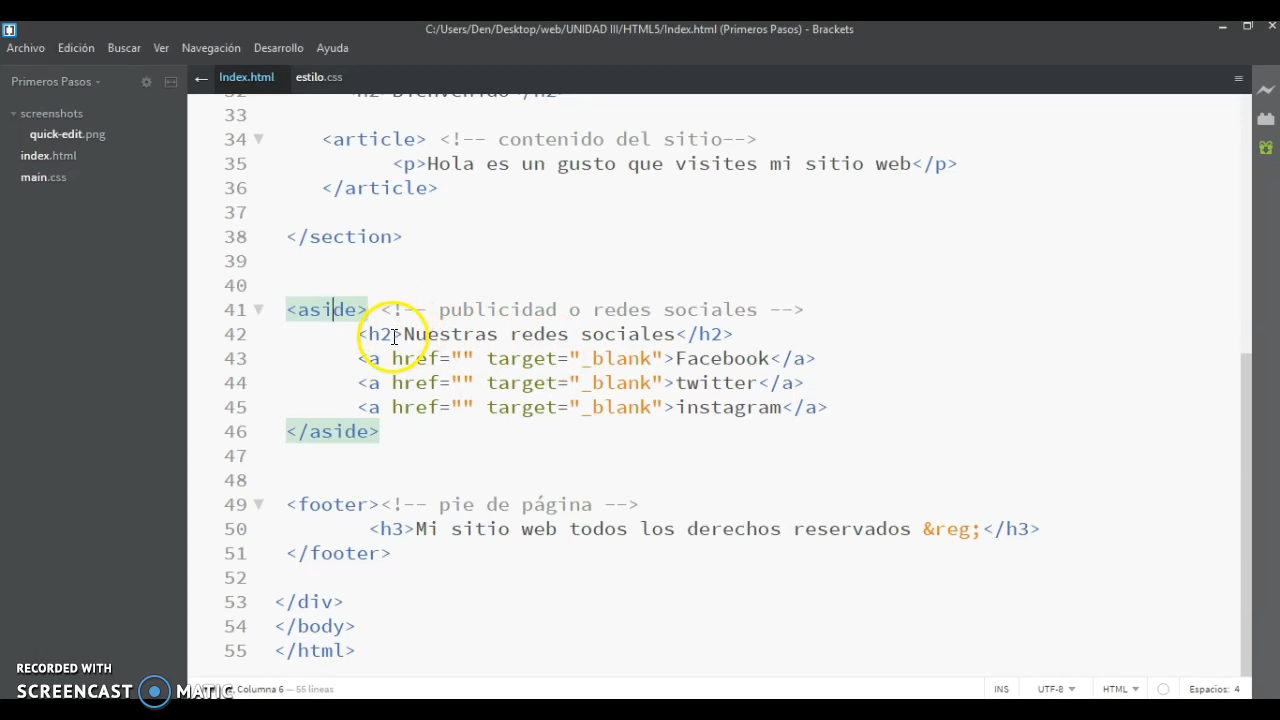 C:/Users/Den/Desktop/web/UNIDAD III/HTML5/Index.html (Primeros Pasos) - Brackets
Archivo Edición Buscar Ver Navegación Desarrollo Ayuda
Primeros Pasos
Index.html estilo.css
screenshots
quick-edit.png
index.html
main.css
32 <h2>Bienvenido</h2>
33
34 <article> <!-- contenido del sitio-->
35 <p>Hola es un gusto que visites mi sitio web</p>
36 </article>
37
38 </section>
39
40
41 <aside> <!-- publicidad o redes sociales -->
42 <h2>Nuestras redes sociales</h2>
43 <a href="" target="_blank">Facebook</a>
44 <a href="" target="_blank">twitter</a>
45 <a href="" target="_blank">instagram</a>
46 </aside>
47
48
49 <footer><!-- pie de página -->
50 <h3>Mi sitio web todos los derechos reservados &reg;</h3>
51 </footer>
52
53 </div>
54 </body>
55 </html>
RECORDED WITH
SCREENCAST MATIC
Columna 6 — 55 líneas
INS UTF-8 HTML Espacios: 4